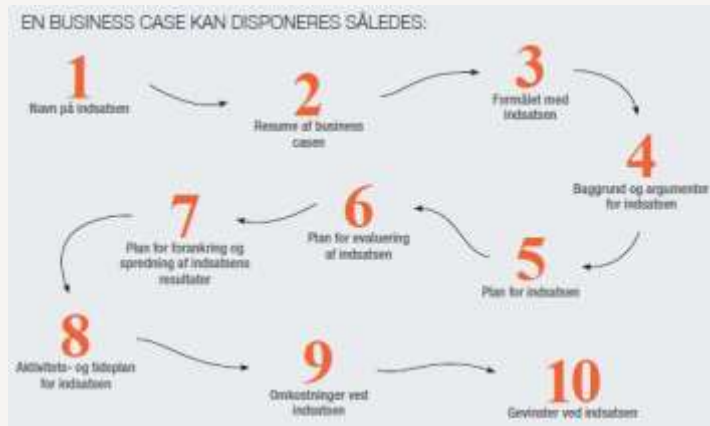 EN BUSINESS CASE KAN DISPONERES SÅLEDES:
1
Navn på indsatsen
2
Resume af business
casen
3
Formålet med
indsatsen
4
Baggrund og argumenter
for indsatsen
5
Plan for indsatsen
6
Plan for evaluering
af indsatsen
7
Plan for forankring og
spredning af indsatsens
resultater
8
Aktivitets- og tidsplan
for indsatsen
9
Omkostninger ved
indsatsen
10
Gevinster ved indsatsen